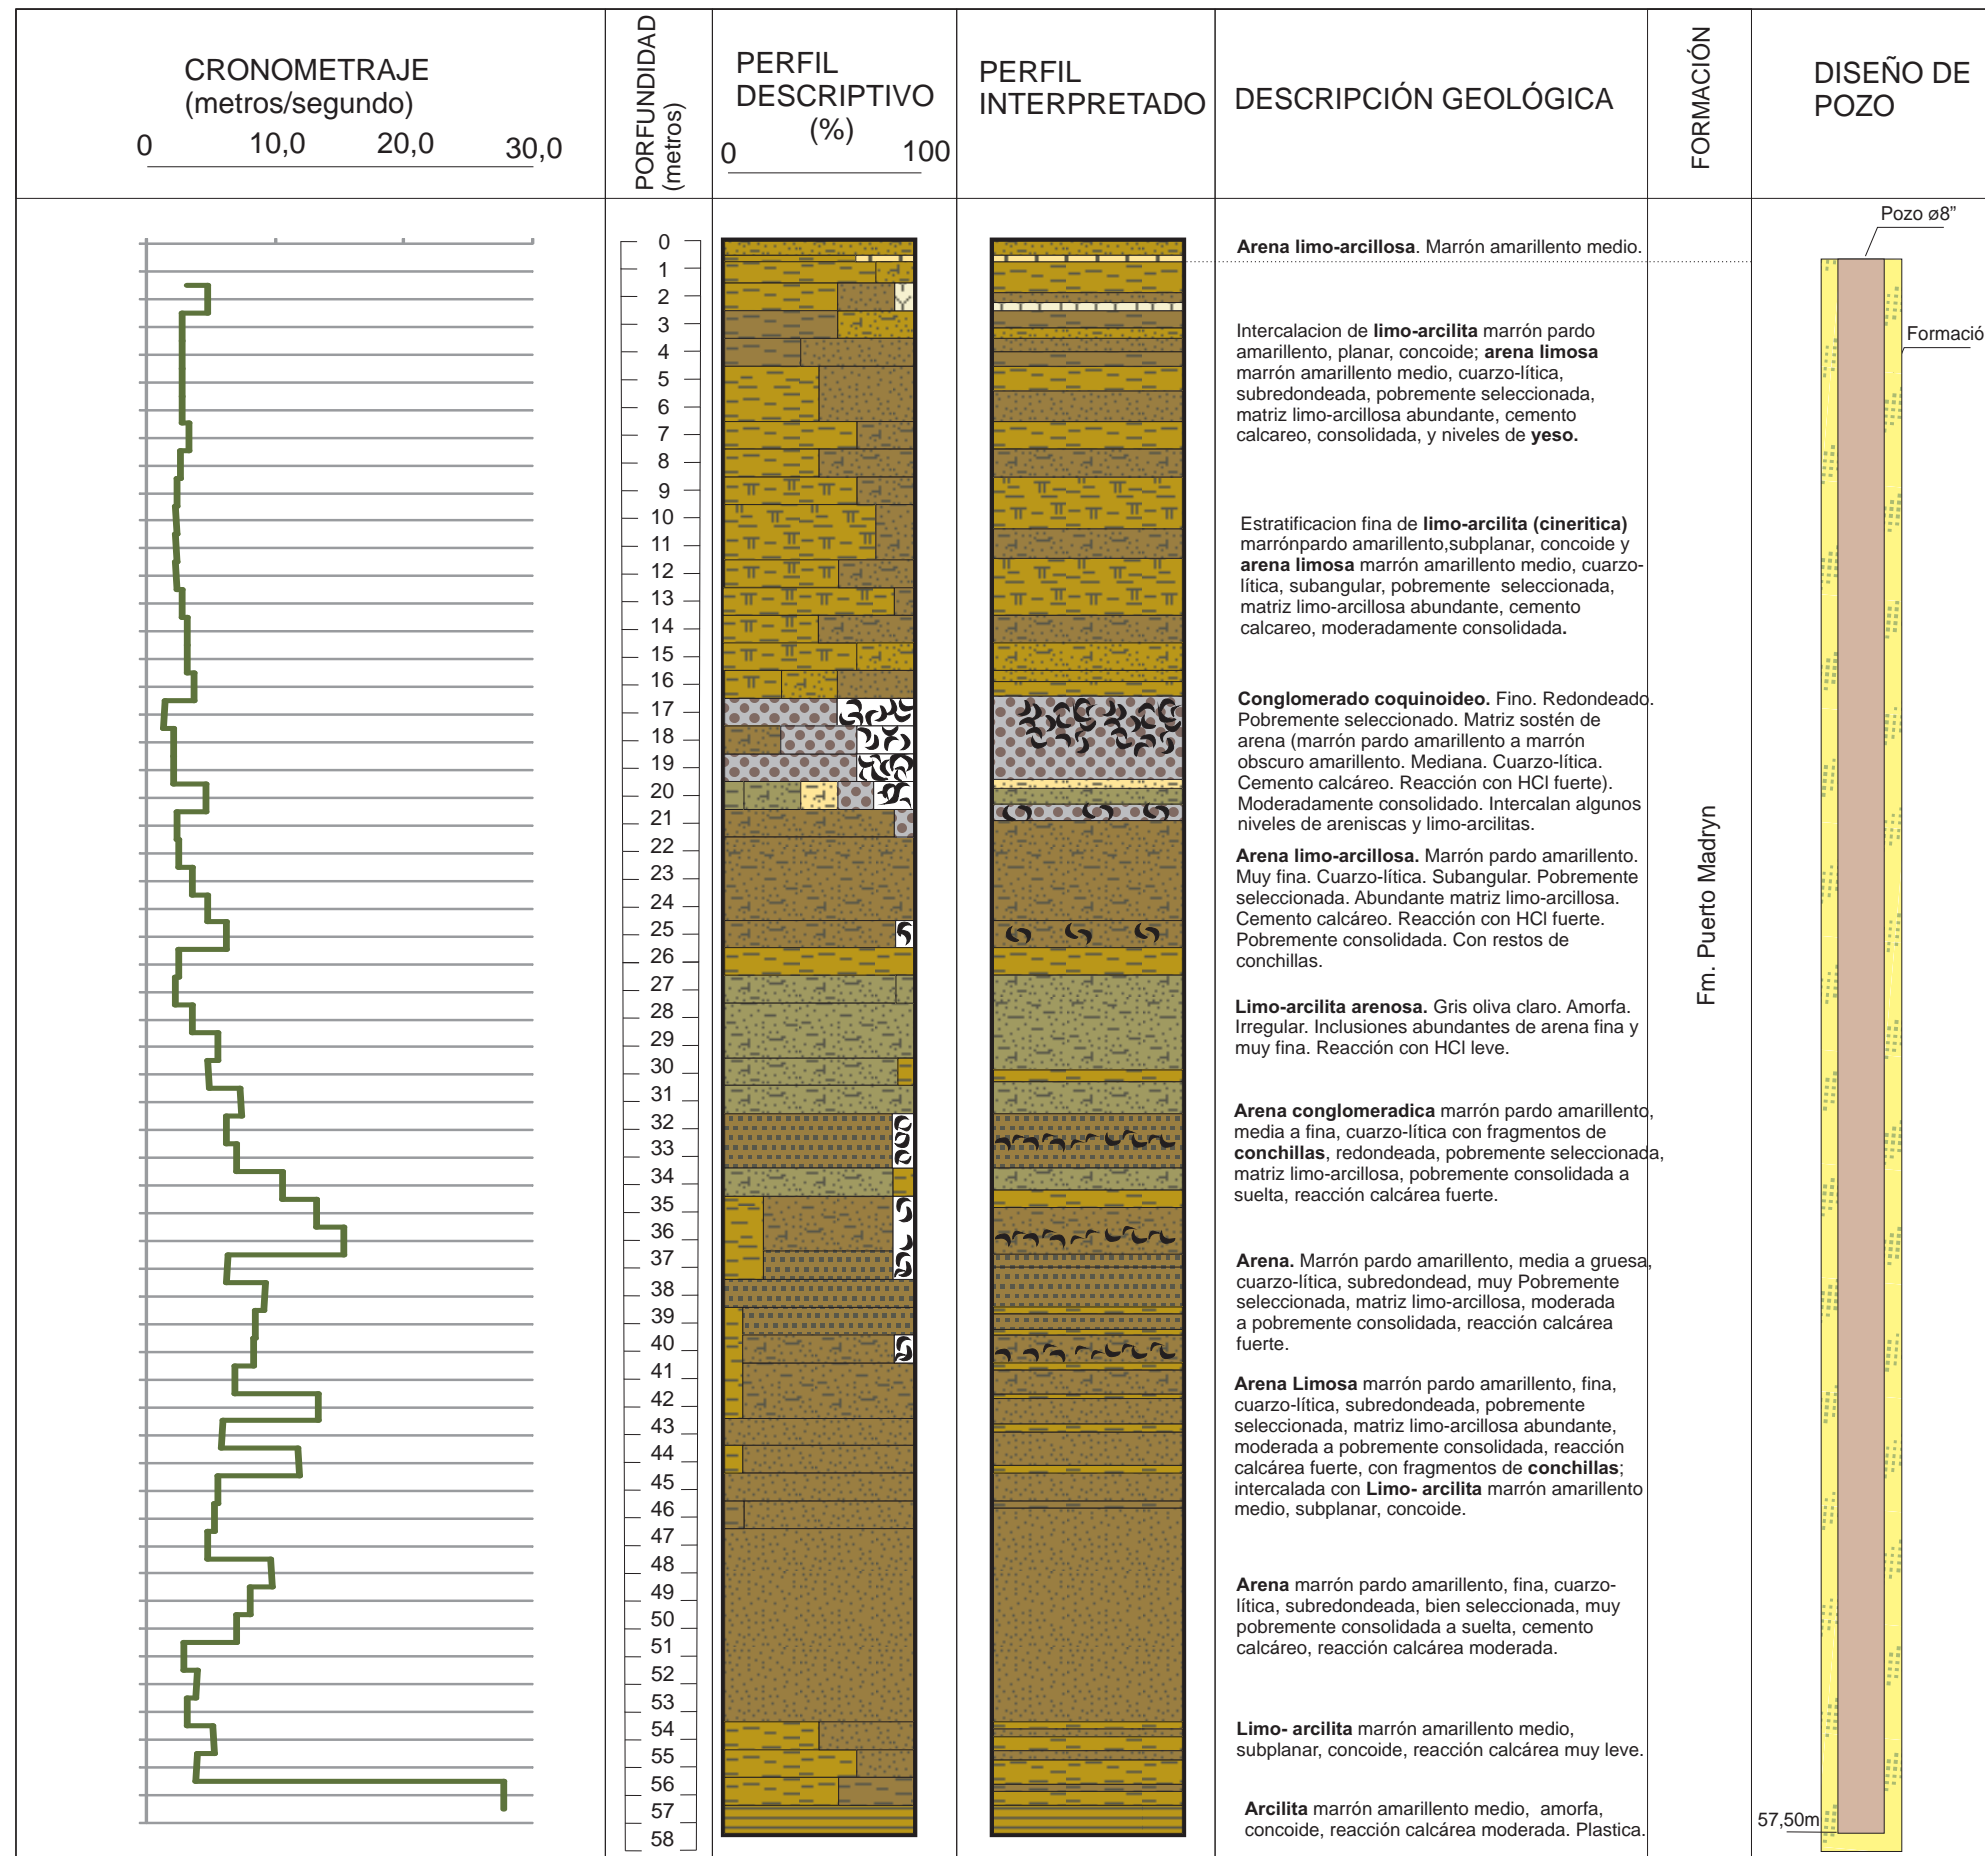 CRONOMETRAJE
(metros/segundo)
0 10,0 20,0 30,0
PORFUNDIDAD
(metros)
PERFIL
DESCRIPTIVO
(%)
0 100
PERFIL
INTERPRETADO
DESCRIPCIÓN GEOLÓGICA
FORMACIÓN
DISEÑO DE
POZO
0
1
2
3
4
5
6
7
8
9
10
11
12
13
14
15
16
17
18
19
20
21
22
23
24
25
26
27
28
29
30
31
32
33
34
35
36
37
38
39
40
41
42
43
44
45
46
47
48
49
50
51
52
53
54
55
56
57
58
Arena limo-arcillosa. Marrón amarillento medio.
Intercalacion de limo-arcilita marrón pardo
amarillento, planar, concoide; arena limosa
marrón amarillento medio, cuarzo-lítica,
subredondeada, pobremente seleccionada,
matriz limo-arcillosa abundante, cemento
calcareo, consolidada, y niveles de yeso.
Estratificacion fina de limo-arcilita (cineritica)
marrónpardo amarillento,subplanar, concoide y
arena limosa marrón amarillento medio, cuarzo-
lítica, subangular, pobremente seleccionada,
matriz limo-arcillosa abundante, cemento
calcareo, moderadamente consolidada.
Conglomerado coquinoideo. Fino. Redondeado.
Pobremente seleccionado. Matriz sostén de
arena (marrón pardo amarillento a marrón
obscuro amarillento. Mediana. Cuarzo-lítica.
Cemento calcáreo. Reacción con HCl fuerte).
Moderadamente consolidado. Intercalan algunos
niveles de areniscas y limo-arcilitas.
Arena limo-arcillosa. Marrón pardo amarillento.
Muy fina. Cuarzo-lítica. Subangular. Pobremente
seleccionada. Abundante matriz limo-arcillosa.
Cemento calcáreo. Reacción con HCl fuerte.
Pobremente consolidada. Con restos de
conchillas.
Limo-arcilita arenosa. Gris oliva claro. Amorfa.
Irregular. Inclusiones abundantes de arena fina y
muy fina. Reacción con HCl leve.
Arena conglomeradica marrón pardo amarillento,
media a fina, cuarzo-lítica con fragmentos de
conchillas, redondeada, pobremente seleccionada,
matriz limo-arcillosa, pobremente consolidada a
suelta, reacción calcárea fuerte.
Arena. Marrón pardo amarillento, media a gruesa,
cuarzo-lítica, subredondead, muy Pobremente
seleccionada, matriz limo-arcillosa, moderada
a pobremente consolidada, reacción calcárea
fuerte.
Arena Limosa marrón pardo amarillento, fina,
cuarzo-lítica, subredondeada, pobremente
seleccionada, matriz limo-arcillosa abundante,
moderada a pobremente consolidada, reacción
calcárea fuerte, con fragmentos de conchillas;
intercalada con Limo- arcilita marrón amarillento
medio, subplanar, concoide.
Arena marrón pardo amarillento, fina, cuarzo-
lítica, subredondeada, bien seleccionada, muy
pobremente consolidada a suelta, cemento
calcáreo, reacción calcárea moderada.
Limo- arcilita marrón amarillento medio,
subplanar, concoide, reacción calcárea muy leve.
Arcilita marrón amarillento medio, amorfa,
concoide, reacción calcárea moderada. Plastica.
Fm. Puerto Madryn
Pozo ø8”
Formació
57,50m